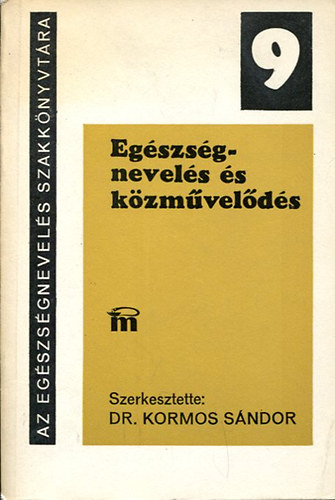 AZ EGÉSZSÉGNEVELÉS SZAKKÖNYVTÁRA
9
Egészség-
nevelés és
közművelődés
m
Szerkesztette:
DR. KORMOS SÁNDOR